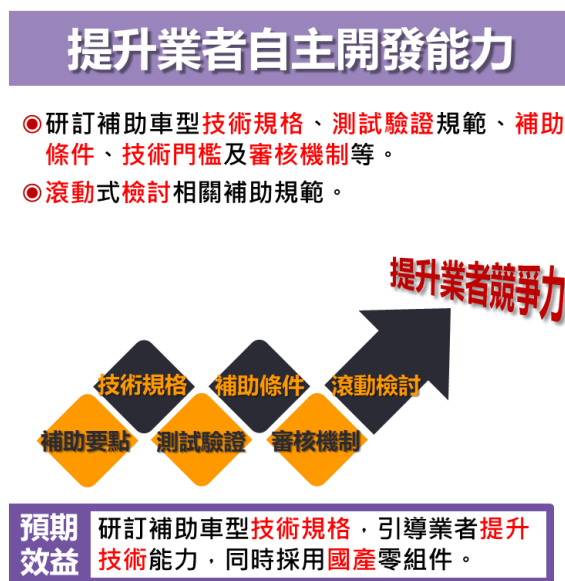 提升業者自主開發能力
◉研訂補助車型技術規格、測試驗證規範、補助
條件、技術門檻及審核機制等。
◉滾動式檢討相關補助規範。
提升業者競爭力
技術規格
補助條件
滾動檢討
補助要點
測試驗證
審核機制
預期
效益
研訂補助車型技術規格，引導業者提升
技術能力，同時採用國產零組件。